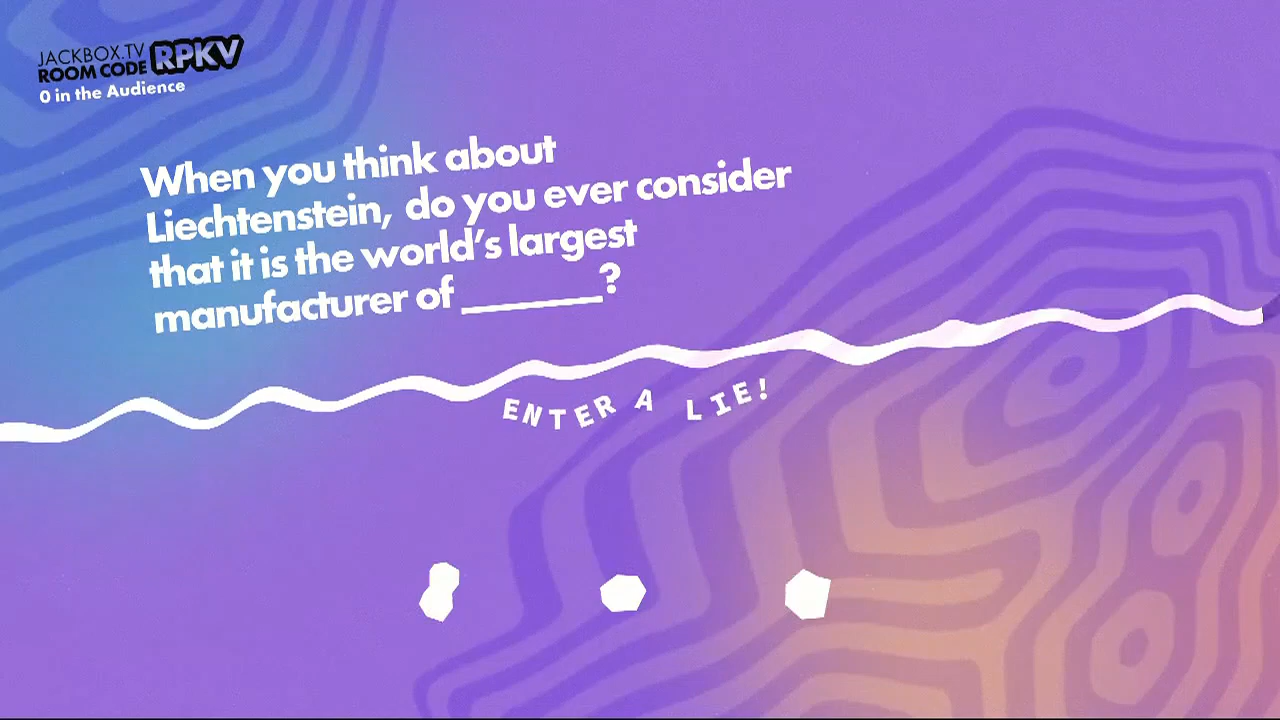 JACKBOX.TV
ROOM CODE RPKV
0 in the Audience
When you think about
Liechtenstein, do you ever consider
that it is the world's largest
manufacturer of ______?
ENTER A LIE!